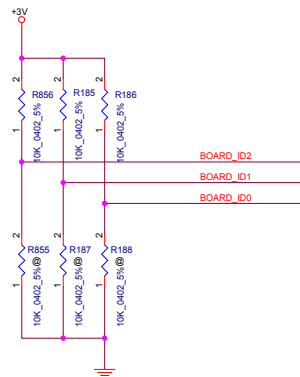 +3V
2
2
2
R856
R185
R186
1
1
1
10K_0402_5%
10K_0402_5%
10K_0402_5%
BOARD_ID2
BOARD_ID1
BOARD_ID0
2
2
2
R855
R187
R188
@
@
@
1
1
1
10K_0402_5%
10K_0402_5%
10K_0402_5%